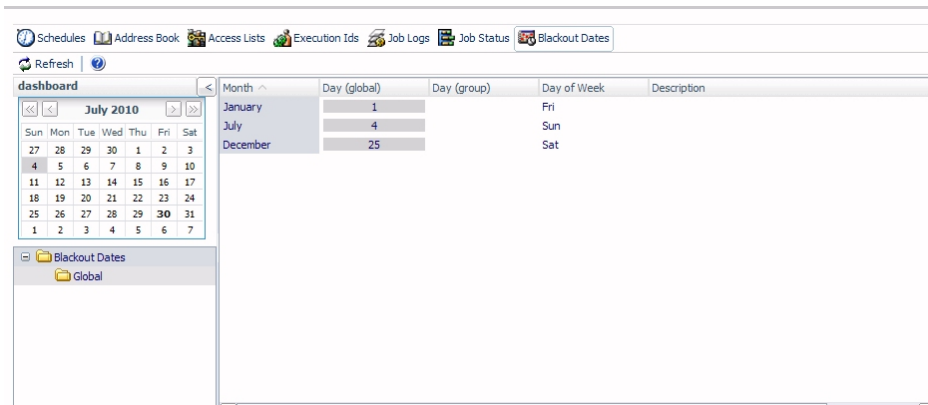 Schedules Address Book Access Lists Execution Ids Job Logs Job Status Blackout Dates
Refresh
dashboard
July 2010
Sun Mon Tue Wed Thu Fri Sat
27 28 29 30 1 2 3
4 5 6 7 8 9 10
11 12 13 14 15 16 17
18 19 20 21 22 23 24
25 26 27 28 29 30 31
1 2 3 4 5 6 7
Blackout Dates
Global
Month Day (global) Day (group) Day of Week Description
January 1 Fri
July 4 Sun
December 25 Sat